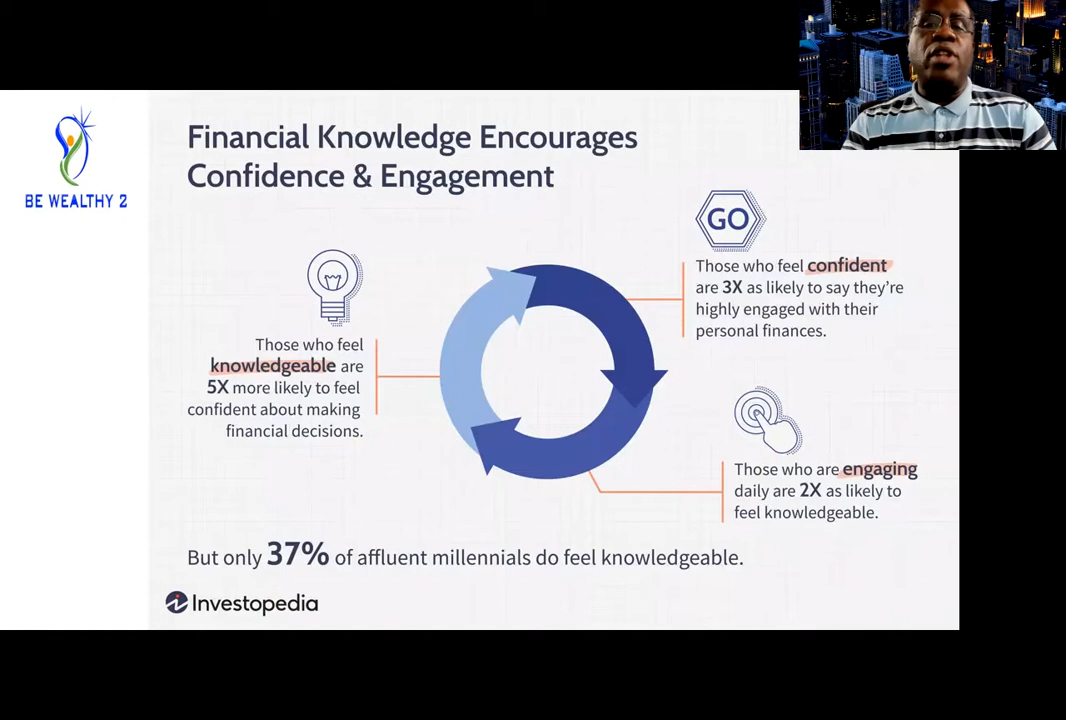 BE WEALTHY 2
Financial Knowledge Encourages
Confidence & Engagement
GO
Those who feel confident
are 3X as likely to say they’re
highly engaged with their
personal finances.
Those who feel
knowledgeable are
5X more likely to feel
confident about making
financial decisions.
Those who are engaging
daily are 2X as likely to
feel knowledgeable.
But only 37% of affluent millennials do feel knowledgeable.
Investopedia